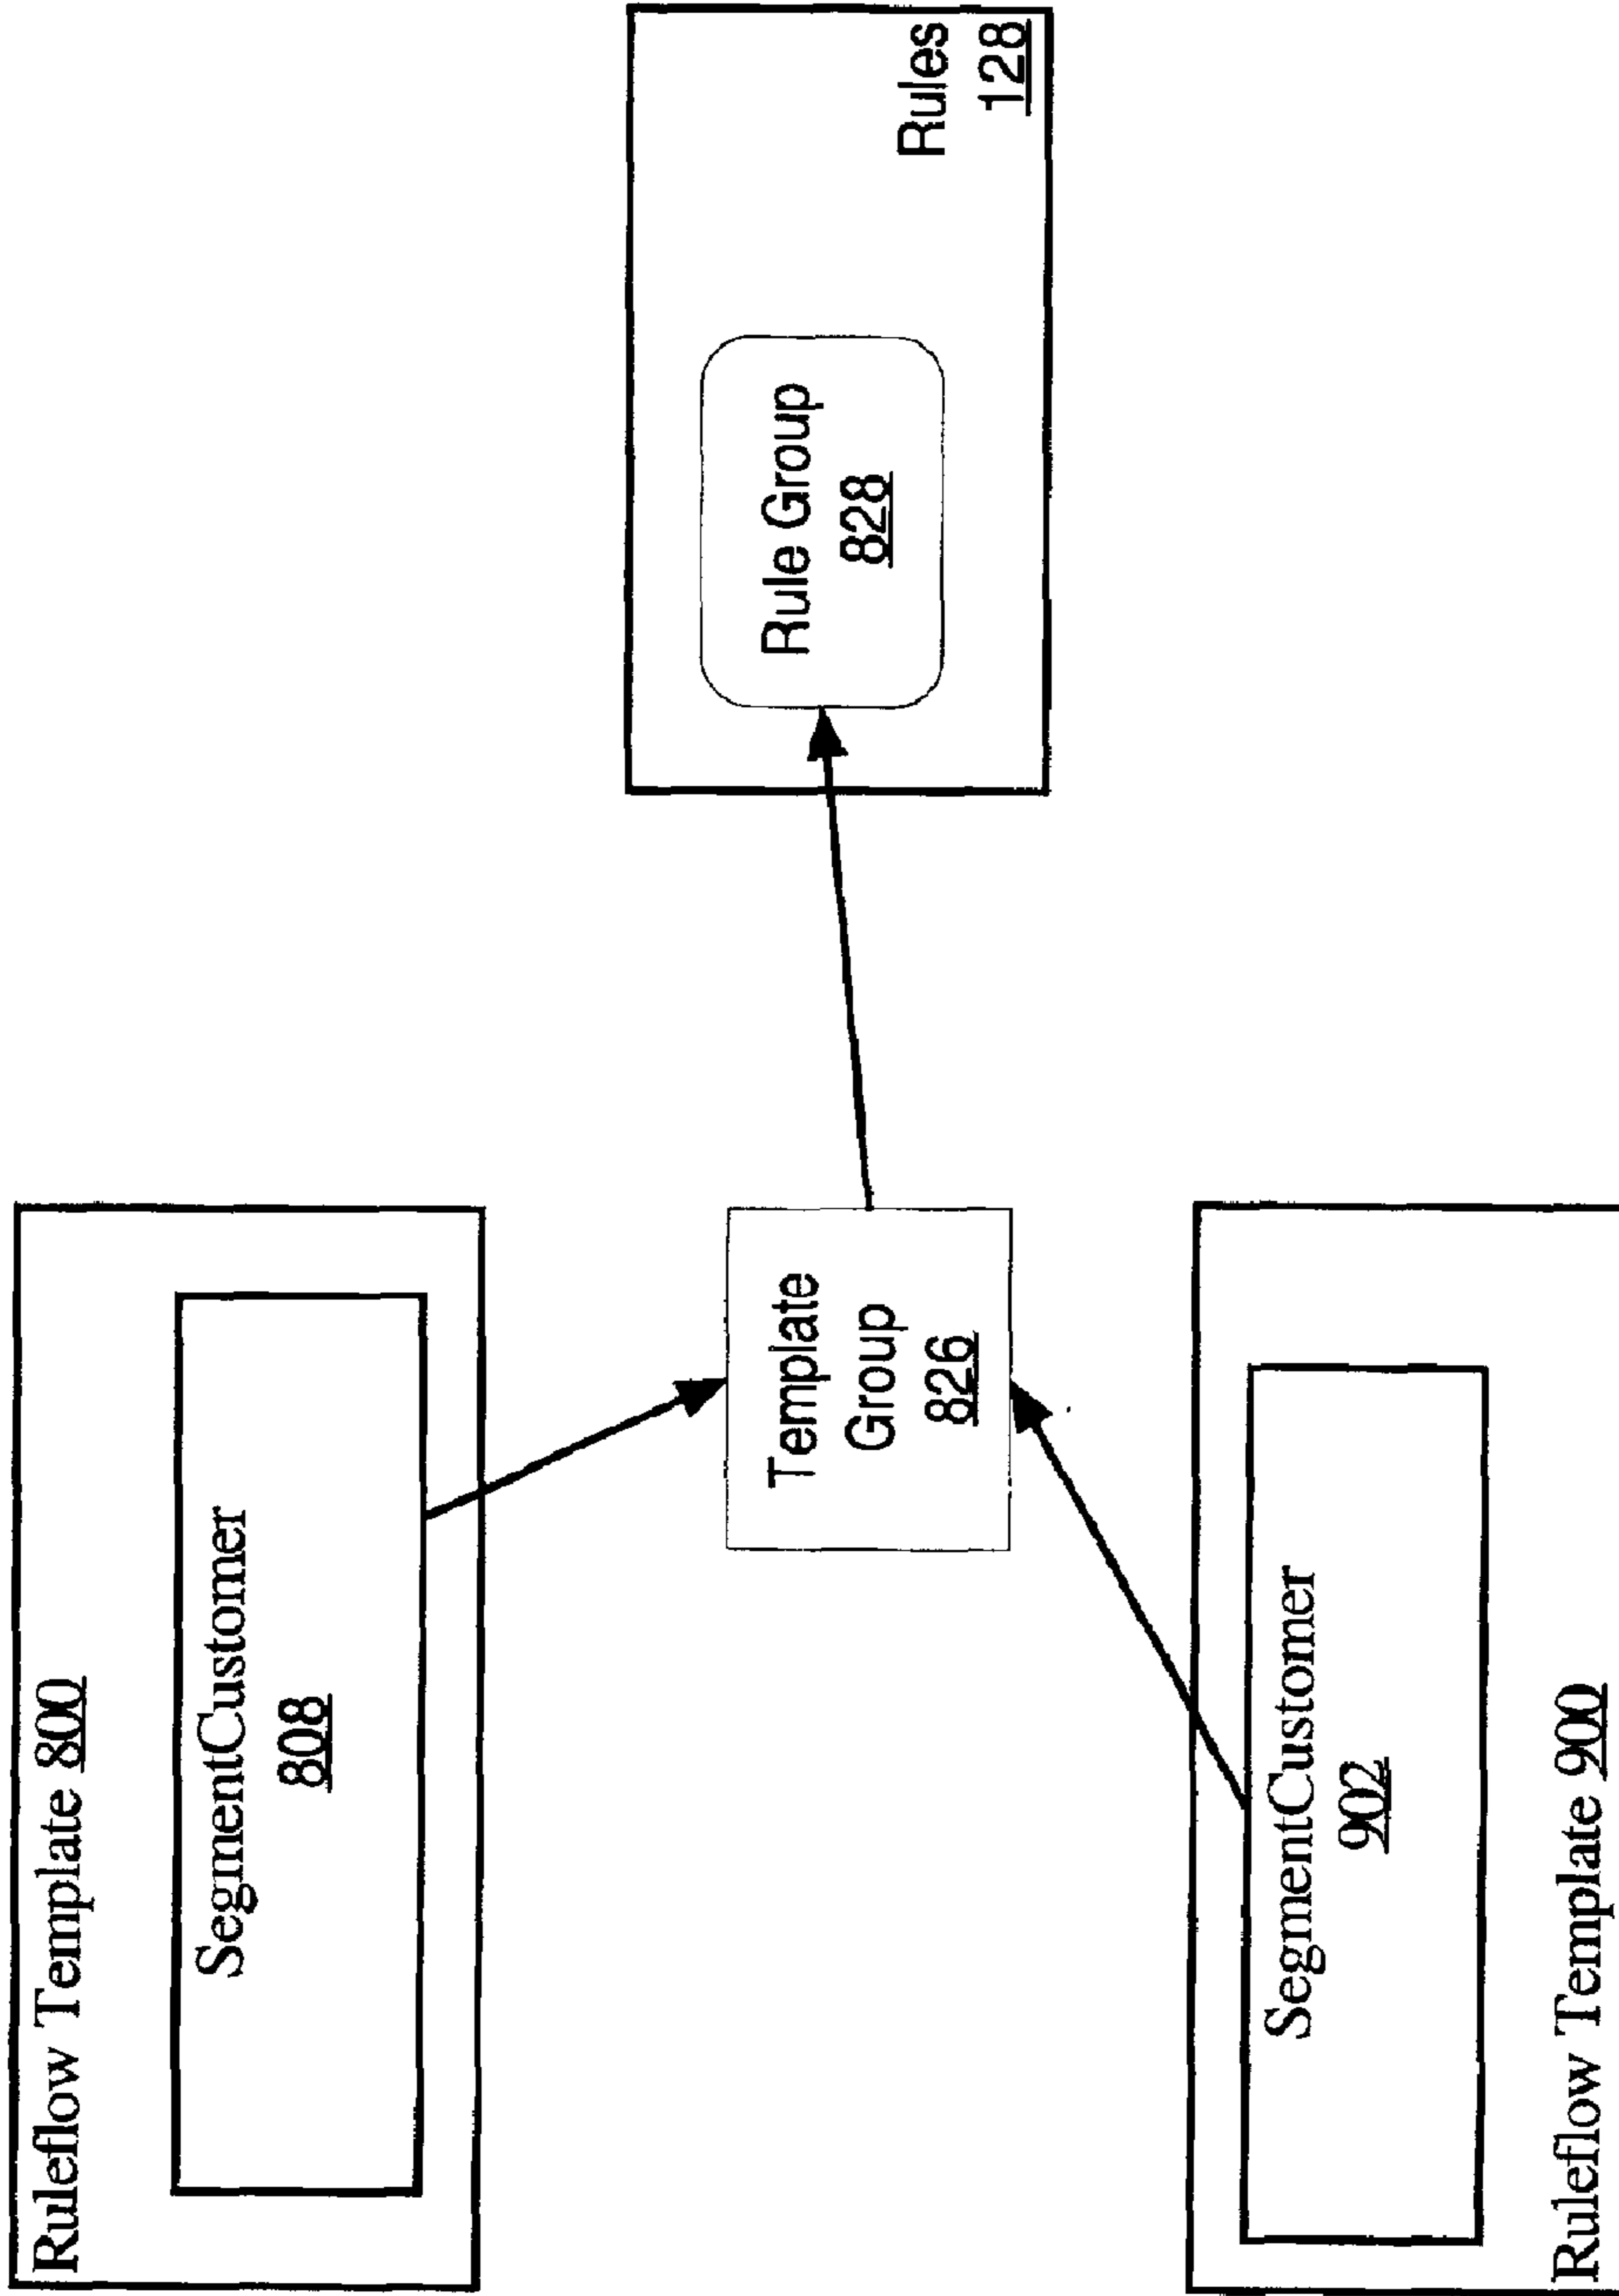 Ruleflow Template 800
SegmentCustomer
808
Template
Group
826
Rule Group
828
Rules
128
SegmentCustomer
902
Ruleflow Template 900